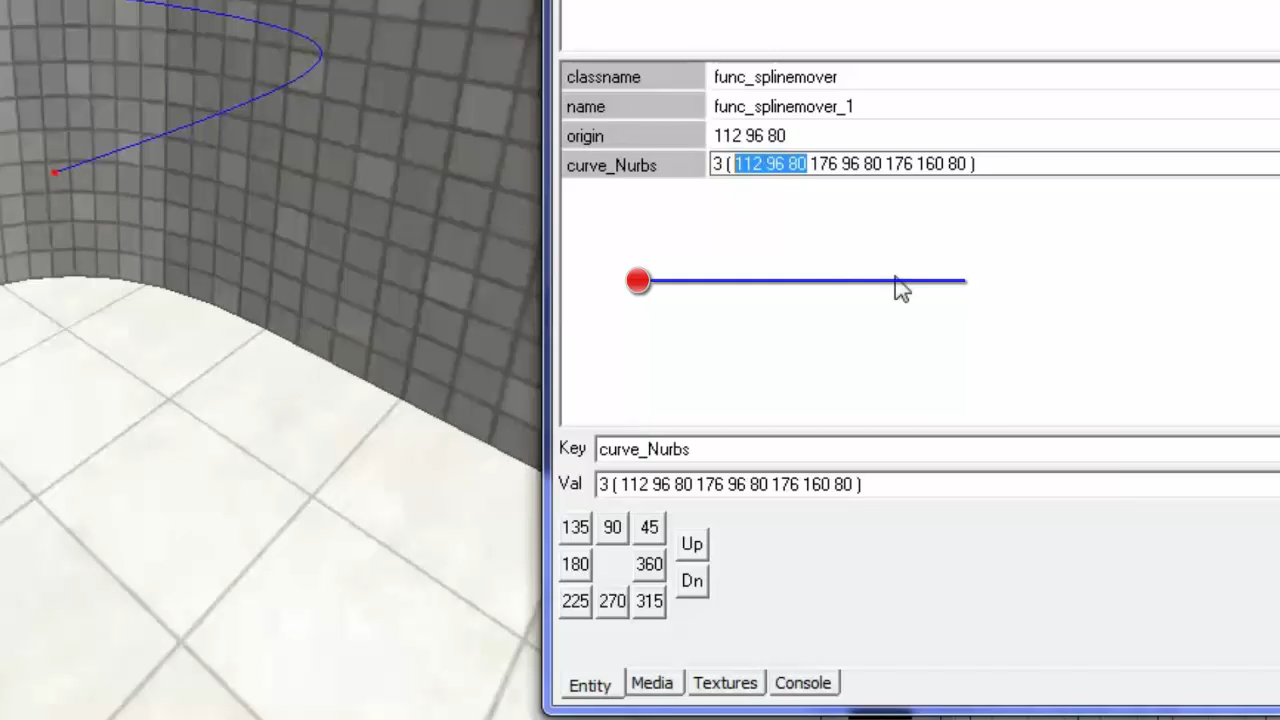 classname func_splinemover
name func_splinemover_1
origin 112 96 80
curve_Nurbs 3 ( 112 96 80 176 96 80 176 160 80 )
Key curve_Nurbs
Val 3 ( 112 96 80 176 96 80 176 160 80 )
135 90 45
Up
180 360
Dn
225 270 315
Entity Media Textures Console